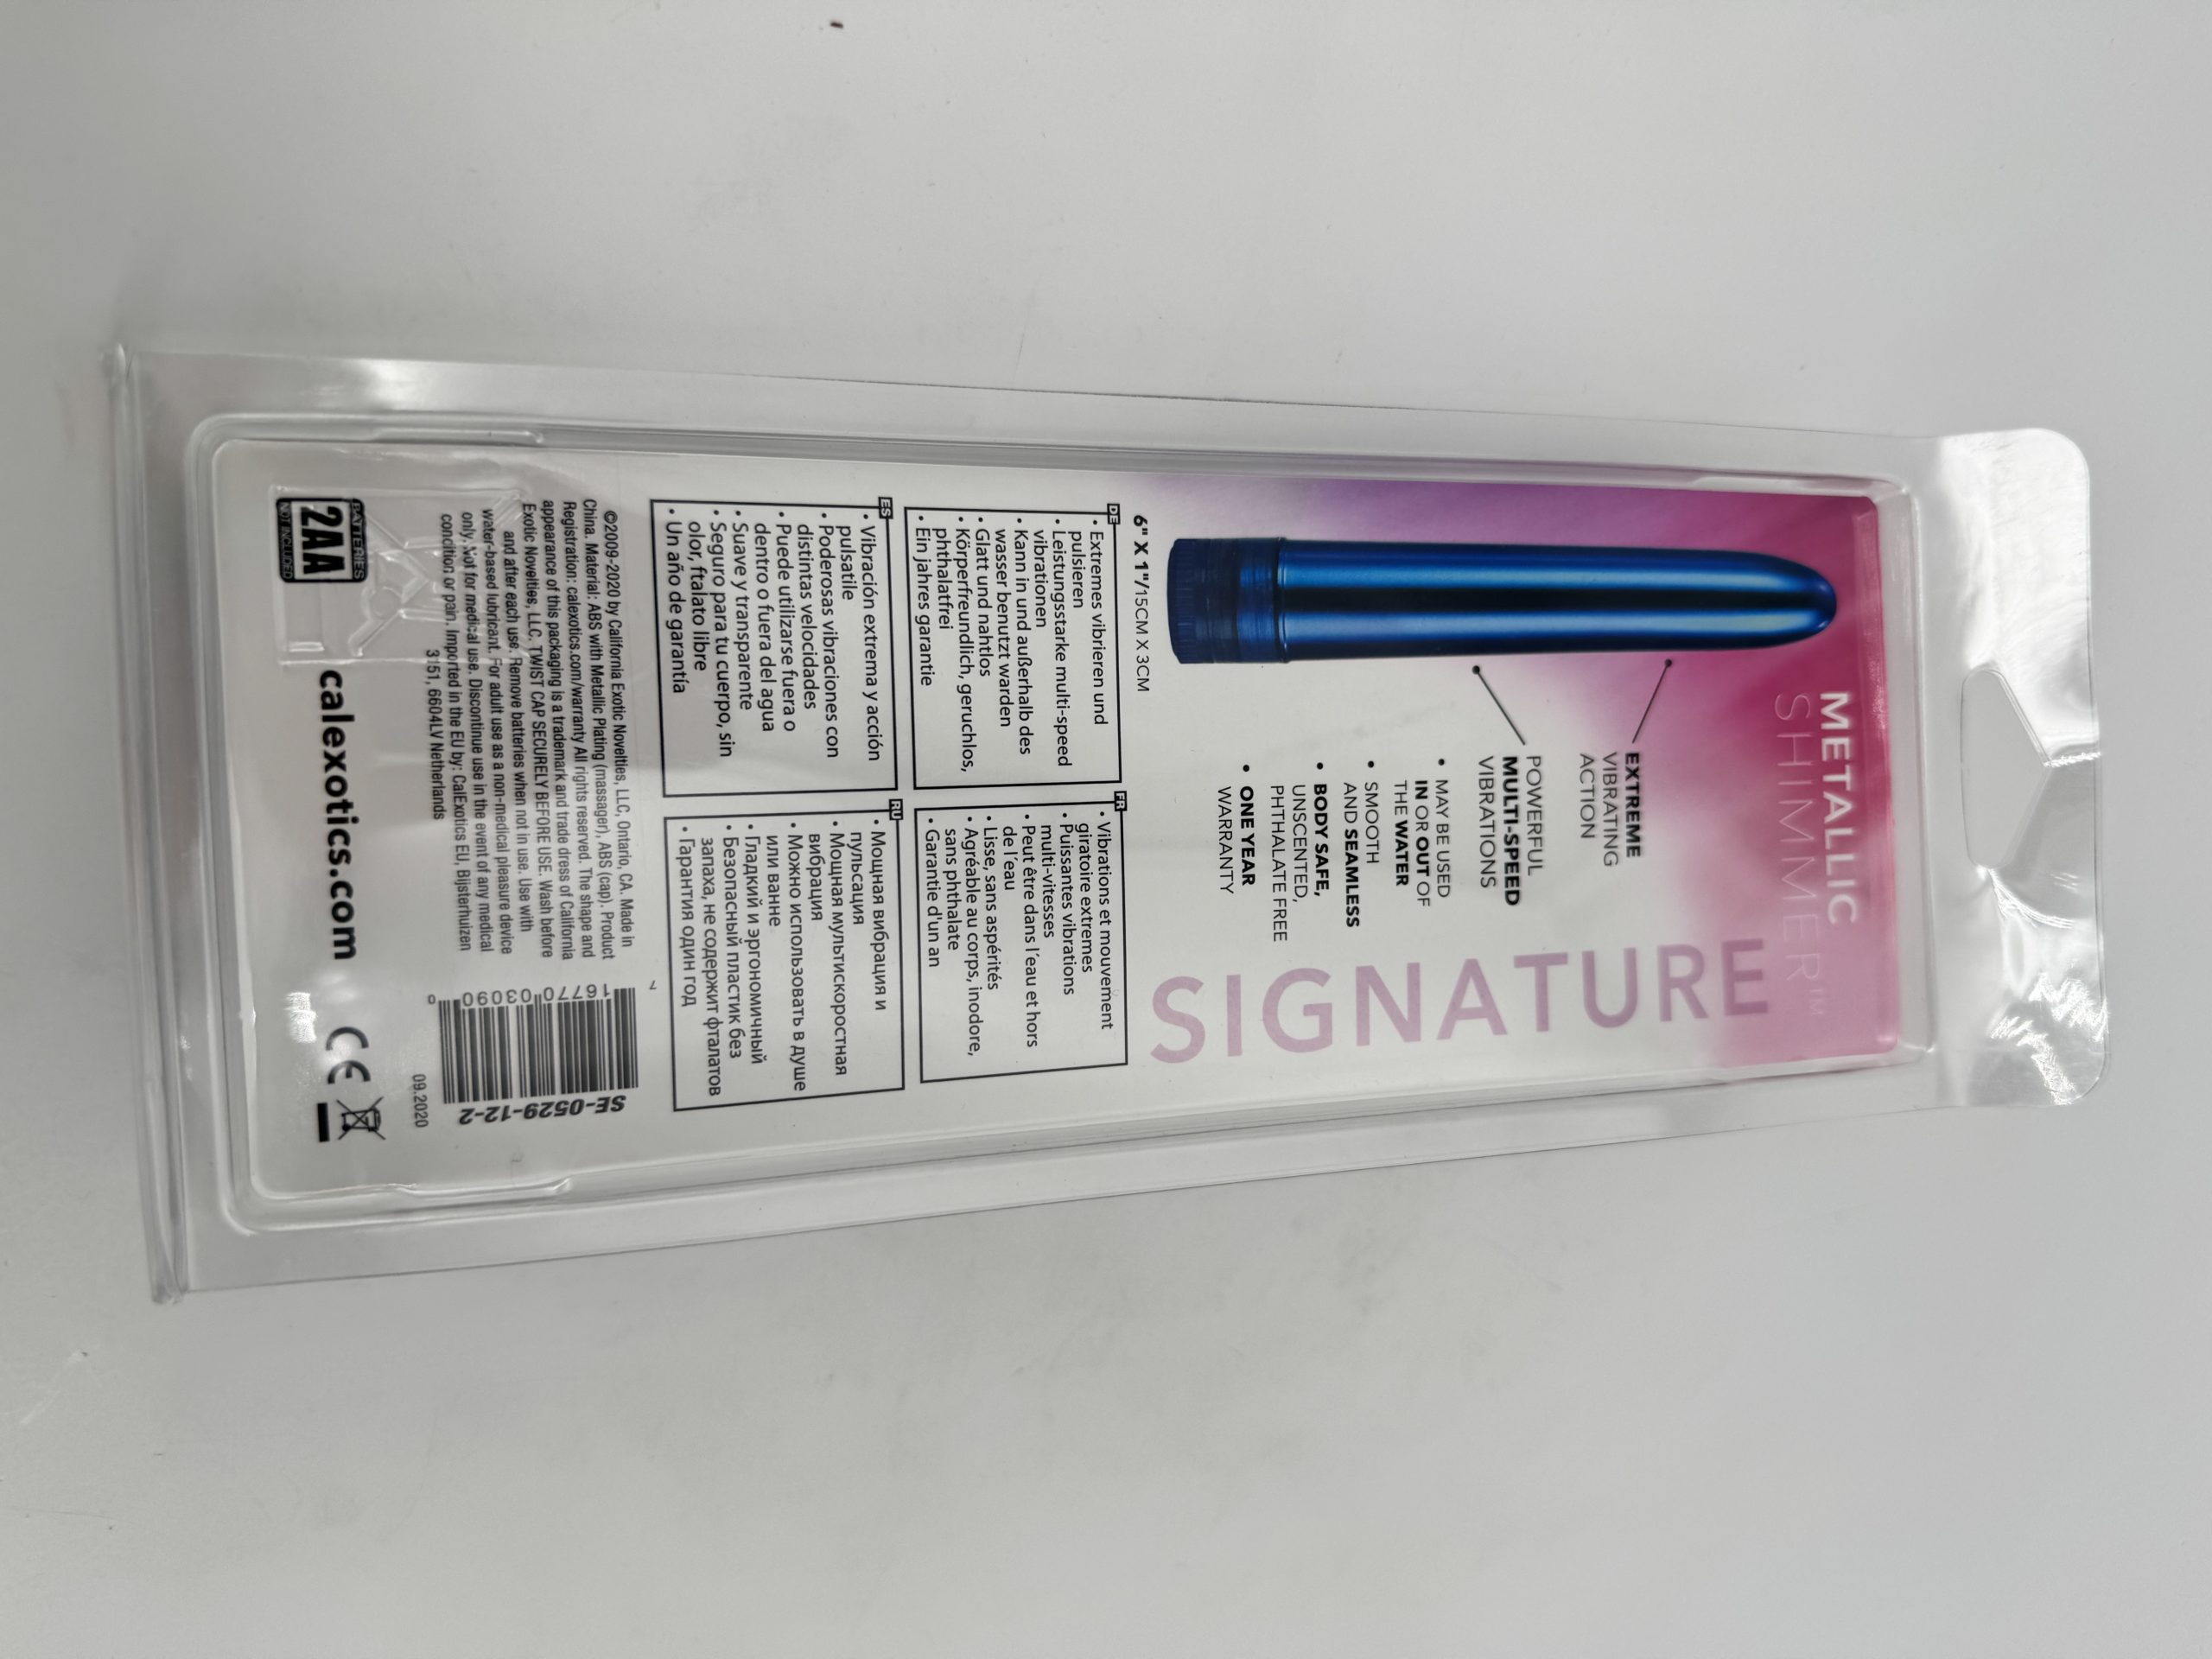 METALLIC
SHIMMER™
SIGNATURE
EXTREME
VIBRATING
ACTION
POWERFUL
MULTI-SPEED
VIBRATIONS
• MAY BE USED
IN OR OUT OF
THE WATER
• SMOOTH
AND SEAMLESS
• BODY SAFE,
UNSCENTED,
PHTHALATE FREE
• ONE YEAR
WARRANTY
6" X 1"/15CM X 3CM
DE
• Extremes vibrieren und
pulsieren
• Leistungsstarke multi-speed
vibrationen
• Kann in und außerhalb des
wasser benutzt warden
• Glatt und nahtlos
• Körperfreundlich, geruchlos,
phthalatfrei
• Ein jahres garantie
FR
• Vibrations et mouvement
giratoire extremes
• Puissantes vibrations
multi-vitesses
• Peut être dans l'eau et hors
de l'eau
• Lisse, sans aspérités
• Agréable au corps, inodore,
sans phthalate
• Garantie d'un an
ES
• Vibración extrema y acción
pulsatile
• Poderosas vibraciones con
distintas velocidades
• Puede utilizarse fuera o
dentro o fuera del agua
• Suave y transparente
• Seguro para tu cuerpo, sin
olor, ftalato libre
• Un año de garantía
RU
• Мощная вибрация и
пульсация
• Мощная мультискоростная
вибрация
• Можно использовать в душе
или ванне
• Гладкий и эргономичный
• Безопасный пластик без
запаха, не содержит фталатов
• Гарантия один год
©2009-2020 by California Exotic Novelties, LLC, Ontario, CA. Made in
China. Material: ABS with Metallic Plating (massager), ABS (cap). Product
Registration: calexotics.com/warranty All rights reserved. The shape and
appearance of this packaging is a trademark and trade dress of California
Exotic Novelties, LLC. TWIST CAP SECURELY BEFORE USE. Wash before
and after each use. Remove batteries when not in use. Use with
water-based lubricant. For adult use as a non-medical pleasure device
only. Not for medical use. Discontinue use in the event of any medical
condition or pain. Imported in the EU by: CalExotics EU, Bijsterhuizen
3151, 6604LV Netherlands
SE-0529-12-2
7 16770 03090 0
09.2020
BATTERIES
2AA
NOT INCLUDED
calexotics.com
CE